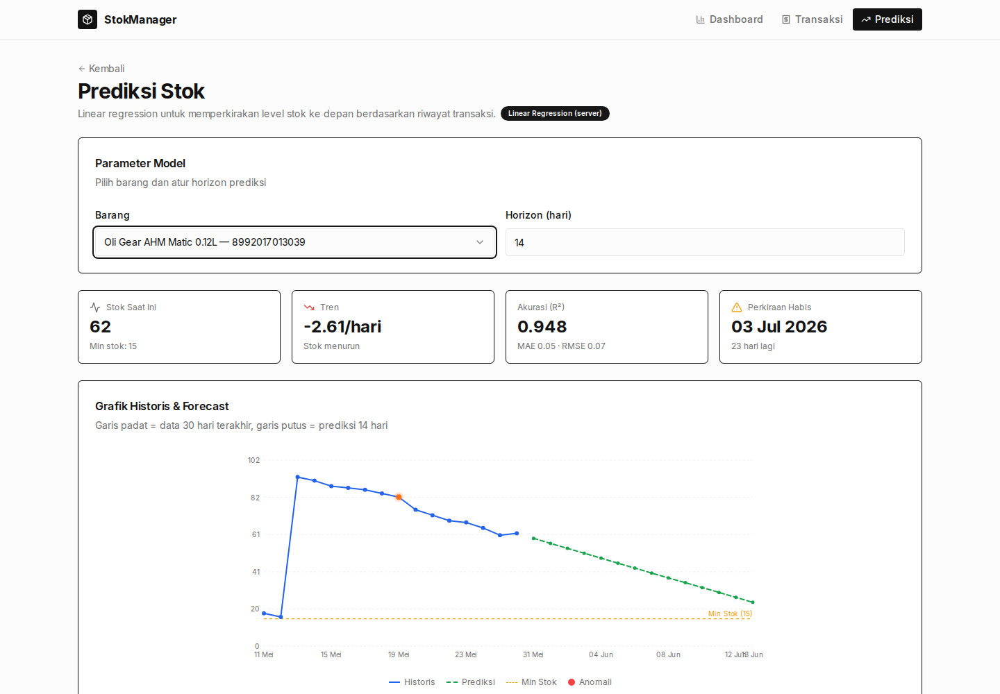 StokManager
Dashboard
Transaksi
Prediksi
Kembali
Prediksi Stok
Linear regression untuk memperkirakan level stok ke depan berdasarkan riwayat transaksi.
Linear Regression (server)
Parameter Model
Pilih barang dan atur horizon prediksi
Barang
Horizon (hari)
Oli Gear AHM Matic 0.12L — 8992017013039
14
Stok Saat Ini
62
Min stok: 15
Tren
-2.61/hari
Stok menurun
Akurasi (R²)
0.948
MAE 0.05 · RMSE 0.07
Perkiraan Habis
03 Jul 2026
23 hari lagi
Grafik Historis & Forecast
Garis padat = data 30 hari terakhir, garis putus = prediksi 14 hari
102
82
61
41
20
0
Min Stok (15)
11 Mei
15 Mei
19 Mei
23 Mei
31 Mei
04 Jun
08 Jun
12 Ju
Jun
Historis
Prediksi
Min Stok
Anomali